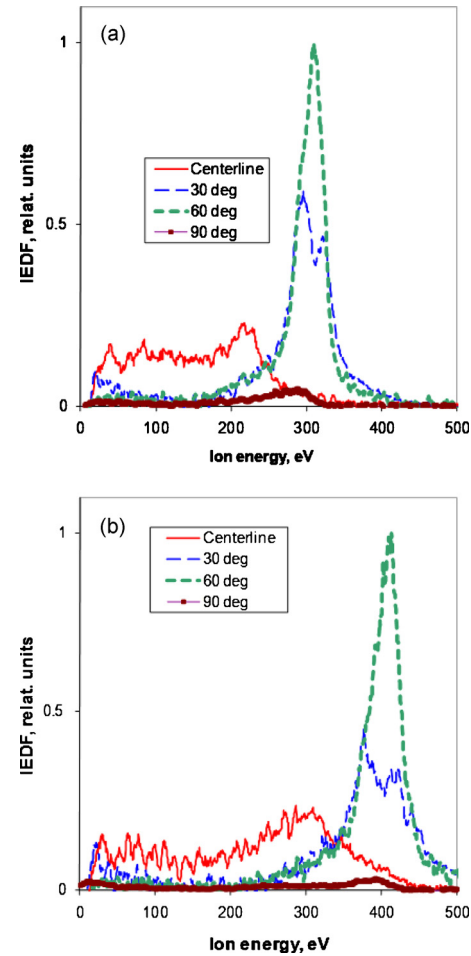 (a)
1
IEDF, relat. units
Centerline
30 deg
60 deg
90 deg
0.5
0
0 100 200 300 400 500
Ion energy, eV
(b)
1
IEDF, relat. units
Centerline
30 deg
60 deg
90 deg
0.5
0
0 100 200 300 400 500
Ion energy, eV